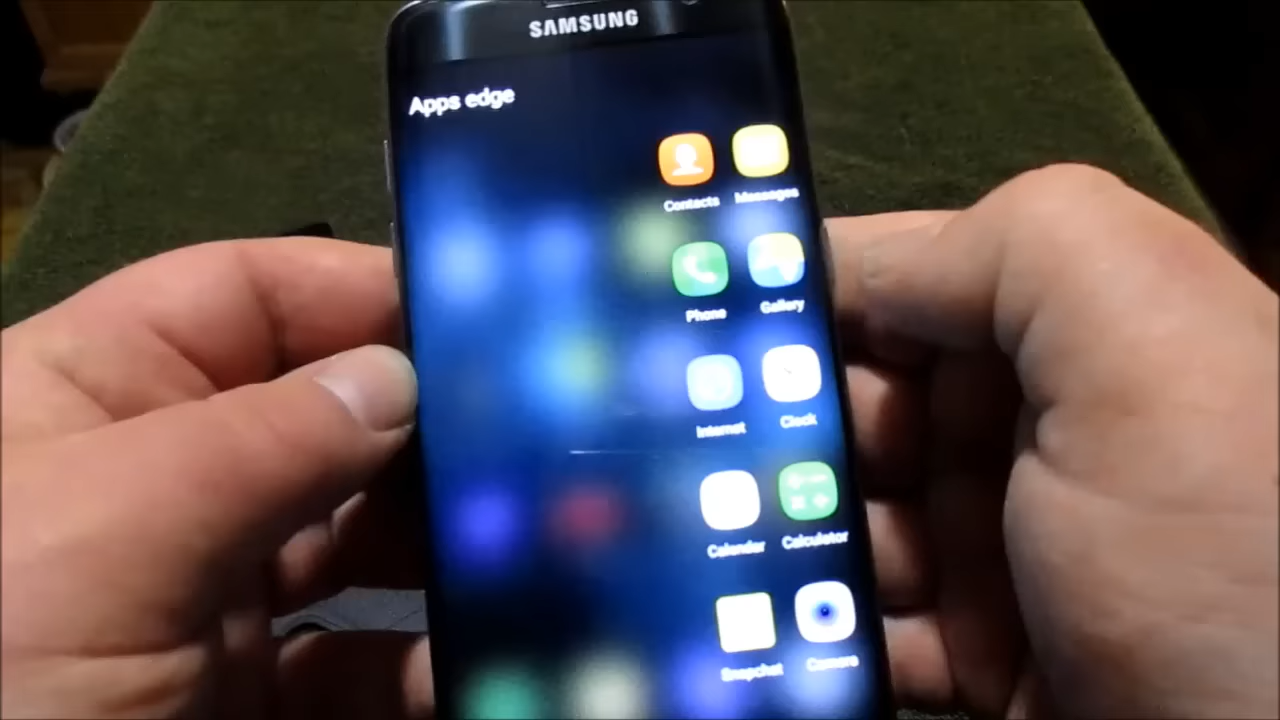 SAMSUNG
Apps edge
Contacts Messages
Phone Gallery
Internet Clock
Calendar Calculator
Snapchat Camera